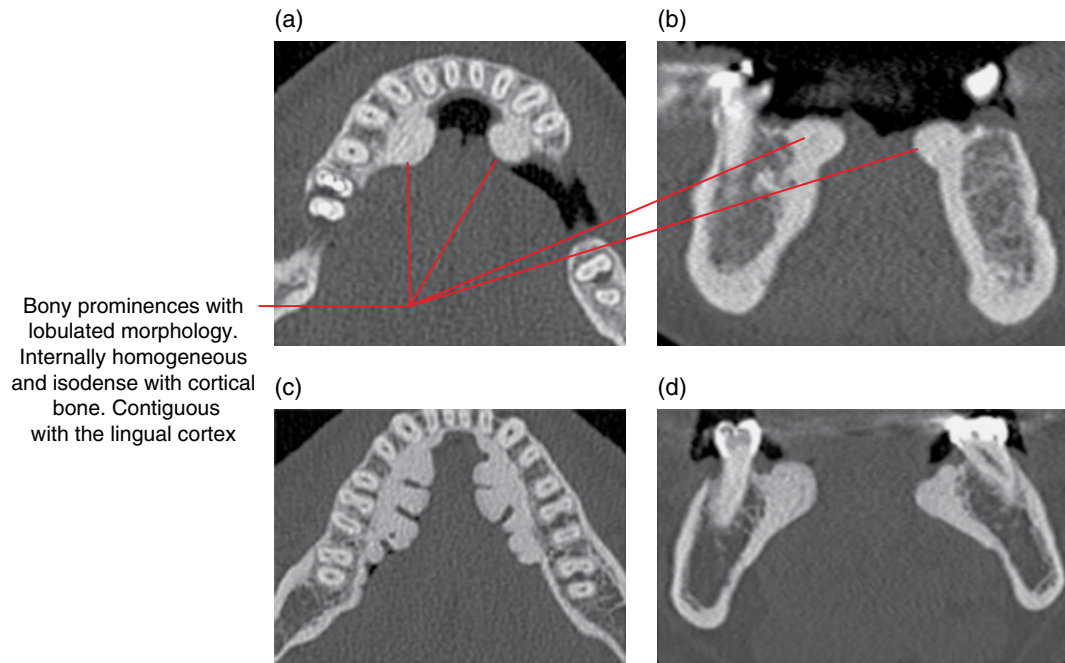 (a)
(b)
Bony prominences with
lobulated morphology.
Internally homogeneous
and isodense with cortical
bone. Contiguous
with the lingual cortex
(c)
(d)